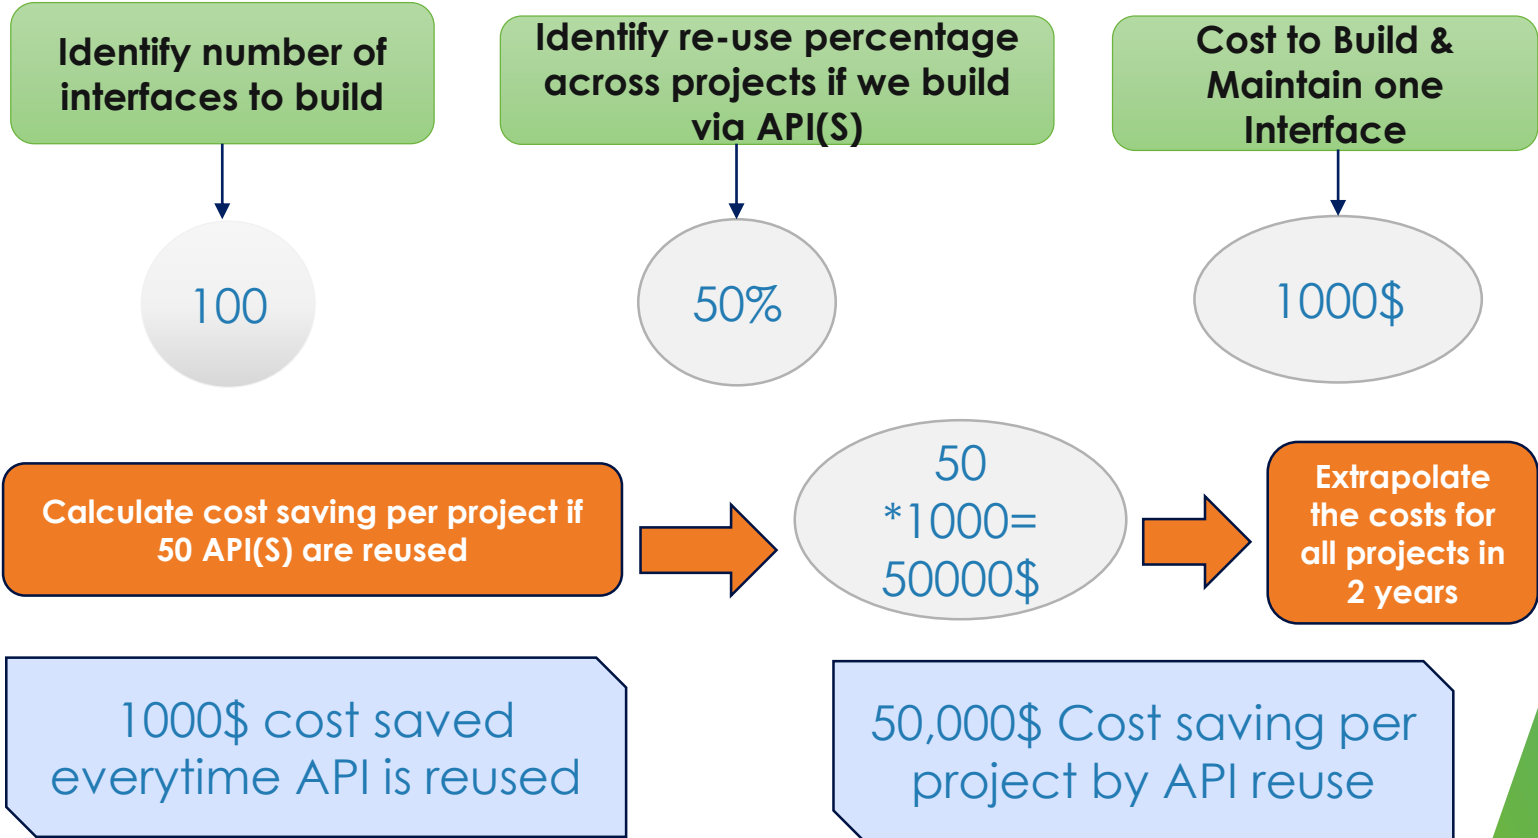 Identify number of
interfaces to build
Identify re-use percentage
across projects if we build
via API(S)
Cost to Build &
Maintain one
Interface
100
50%
1000$
Calculate cost saving per project if
50 API(S) are reused
50
*1000=
50000$
Extrapolate
the costs for
all projects in
2 years
1000$ cost saved
everytime API is reused
50,000$ Cost saving per
project by API reuse